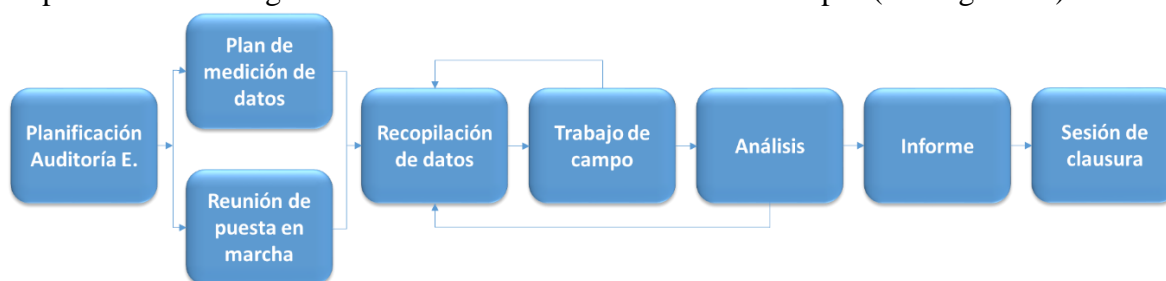 Planificación
Auditoría E.
Plan de
medición de
datos
Reunión de
puesta en
marcha
Recopilación
de datos
Trabajo de
campo
Análisis
Informe
Sesión de
clausura